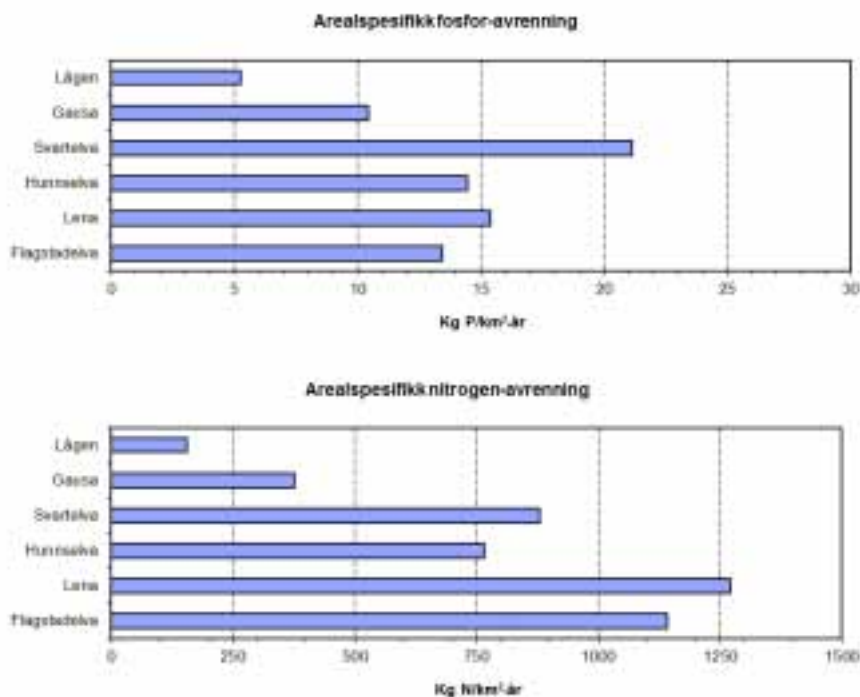 Arealspesifikk fosfor-avrenning
Lågen
Gausa
Svartelva
Hunnselva
Lena
Flagstadelva
0 5 10 15 20 25 30
Kg P/km²·år
Arealspesifikk nitrogen-avrenning
Lågen
Gausa
Svartelva
Hunnselva
Lena
Flagstadelva
0 250 500 750 1000 1250 1500
Kg N/km²·år